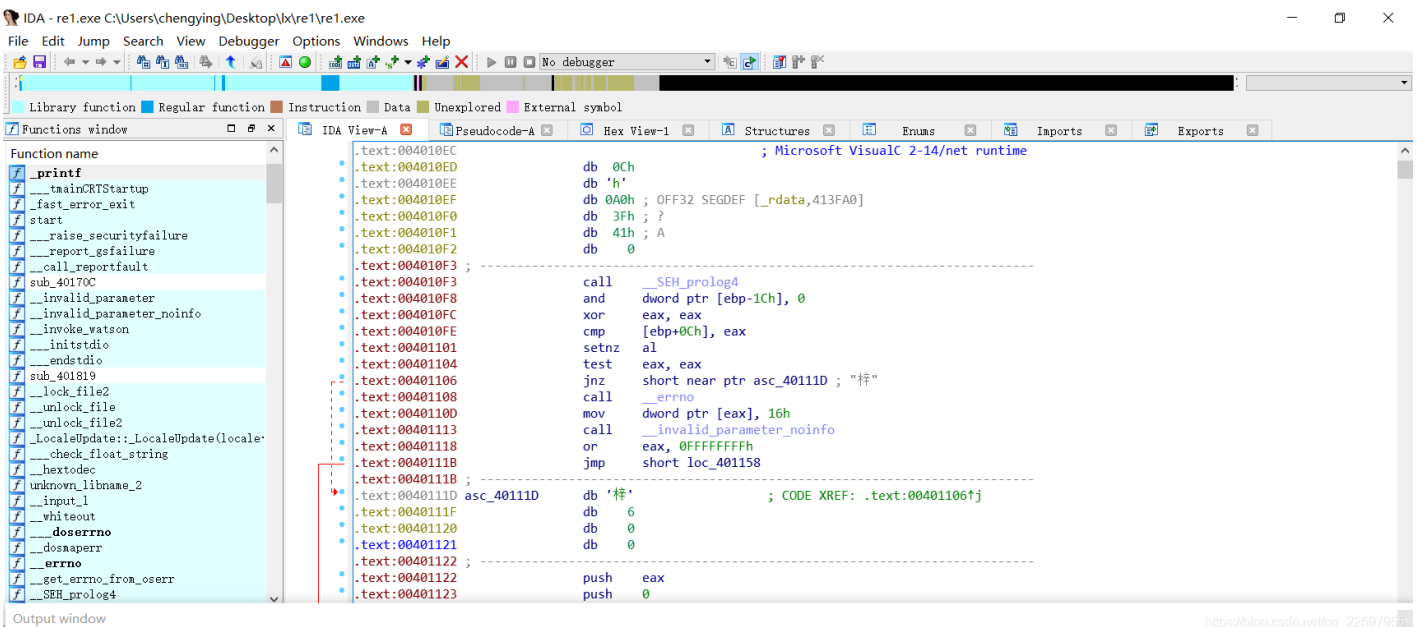 IDA - re1.exe C:\Users\chengying\Desktop\lx\re1\re1.exe
File Edit Jump Search View Debugger Options Windows Help
No debugger
Library function Regular function Instruction Data Unexplored External symbol
Functions window
IDA View-A Pseudocode-A Hex View-1 Structures Enums Imports Exports
Function name
_printf
___tmainCRTStartup
_fast_error_exit
start
___raise_securityfailure
___report_gsfailure
__call_reportfault
sub_40170C
__invalid_parameter
__invalid_parameter_noinfo
__invoke_watson
___initstdio
___endstdio
sub_401819
__lock_file2
__unlock_file
__unlock_file2
_LocaleUpdate::_LocaleUpdate(locale
___check_float_string
__hextodec
unknown_libname_2
__input_l
__whiteout
___doserrno
__dosmaperr
__errno
__get_errno_from_oserr
__SEH_prolog4
.text:004010EC ; Microsoft VisualC 2-14/net runtime
.text:004010ED db 0Ch
.text:004010EE db 'h'
.text:004010EF db 0A0h ; OFF32 SEGDEF [_rdata,413FA0]
.text:004010F0 db 3Fh ; ?
.text:004010F1 db 41h ; A
.text:004010F2 db 0
.text:004010F3 ; ---------------------------------------------------------------------------
.text:004010F3 call __SEH_prolog4
.text:004010F8 and dword ptr [ebp-1Ch], 0
.text:004010FC xor eax, eax
.text:004010FE cmp [ebp+0Ch], eax
.text:00401101 setnz al
.text:00401104 test eax, eax
.text:00401106 jnz short near ptr asc_40111D ; "梓"
.text:00401108 call __errno
.text:0040110D mov dword ptr [eax], 16h
.text:00401113 call __invalid_parameter_noinfo
.text:00401118 or eax, 0FFFFFFFFh
.text:0040111B jmp short loc_401158
.text:0040111B ; ---------------------------------------------------------------------------
.text:0040111D asc_40111D db '梓' ; CODE XREF: .text:00401106↑j
.text:0040111F db 6
.text:00401120 db 0
.text:00401121 db 0
.text:00401122 ; ---------------------------------------------------------------------------
.text:00401122 push eax
.text:00401123 push 0
Output window